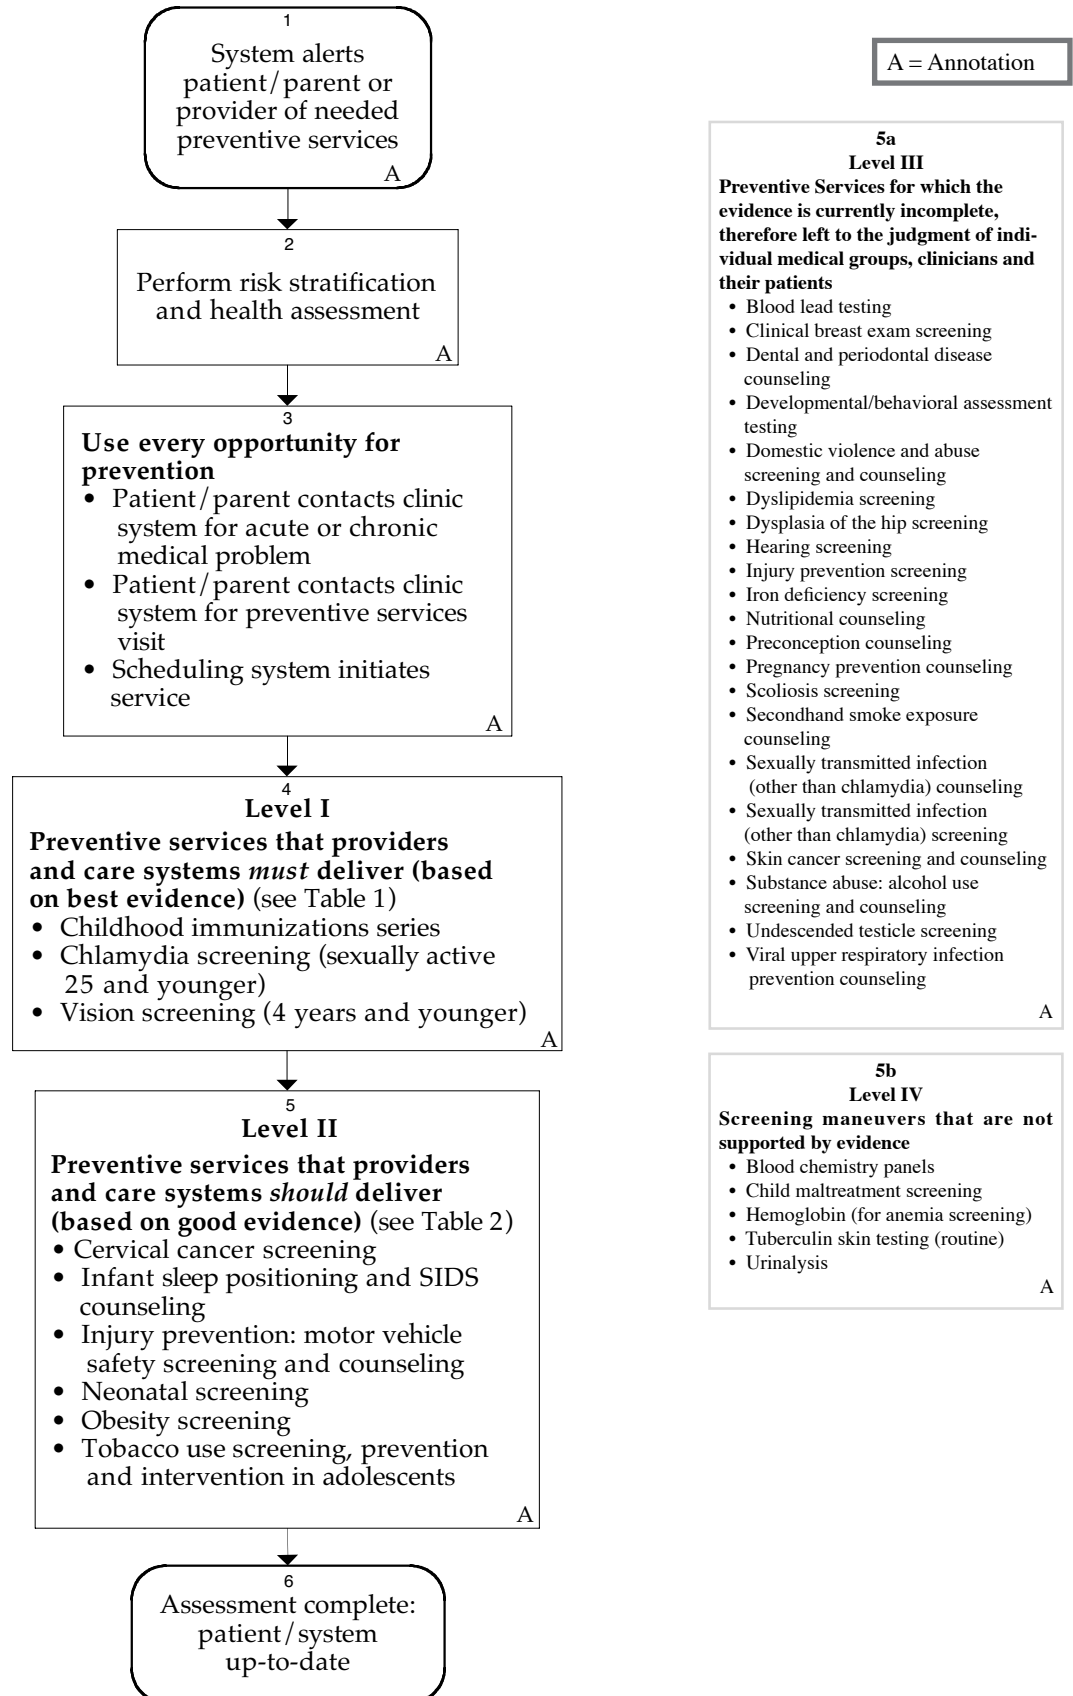 1
System alerts
patient/parent or
provider of needed
preventive services
A
2
Perform risk stratification
and health assessment
A
3
Use every opportunity for
prevention
• Patient/parent contacts clinic
system for acute or chronic
medical problem
• Patient/parent contacts clinic
system for preventive services
visit
• Scheduling system initiates
service
A
4
Level I
Preventive services that providers
and care systems must deliver (based
on best evidence) (see Table 1)
• Childhood immunizations series
• Chlamydia screening (sexually active
25 and younger)
• Vision screening (4 years and younger)
A
5
Level II
Preventive services that providers
and care systems should deliver
(based on good evidence) (see Table 2)
• Cervical cancer screening
• Infant sleep positioning and SIDS
counseling
• Injury prevention: motor vehicle
safety screening and counseling
• Neonatal screening
• Obesity screening
• Tobacco use screening, prevention
and intervention in adolescents
A
6
Assessment complete:
patient/system
up-to-date
A = Annotation
5a
Level III
Preventive Services for which the
evidence is currently incomplete,
therefore left to the judgment of indi-
vidual medical groups, clinicians and
their patients
• Blood lead testing
• Clinical breast exam screening
• Dental and periodontal disease
counseling
• Developmental/behavioral assessment
testing
• Domestic violence and abuse
screening and counseling
• Dyslipidemia screening
• Dysplasia of the hip screening
• Hearing screening
• Injury prevention screening
• Iron deficiency screening
• Nutritional counseling
• Preconception counseling
• Pregnancy prevention counseling
• Scoliosis screening
• Secondhand smoke exposure
counseling
• Sexually transmitted infection
(other than chlamydia) counseling
• Sexually transmitted infection
(other than chlamydia) screening
• Skin cancer screening and counseling
• Substance abuse: alcohol use
screening and counseling
• Undescended testicle screening
• Viral upper respiratory infection
prevention counseling
A
5b
Level IV
Screening maneuvers that are not
supported by evidence
• Blood chemistry panels
• Child maltreatment screening
• Hemoglobin (for anemia screening)
• Tuberculin skin testing (routine)
• Urinalysis
A